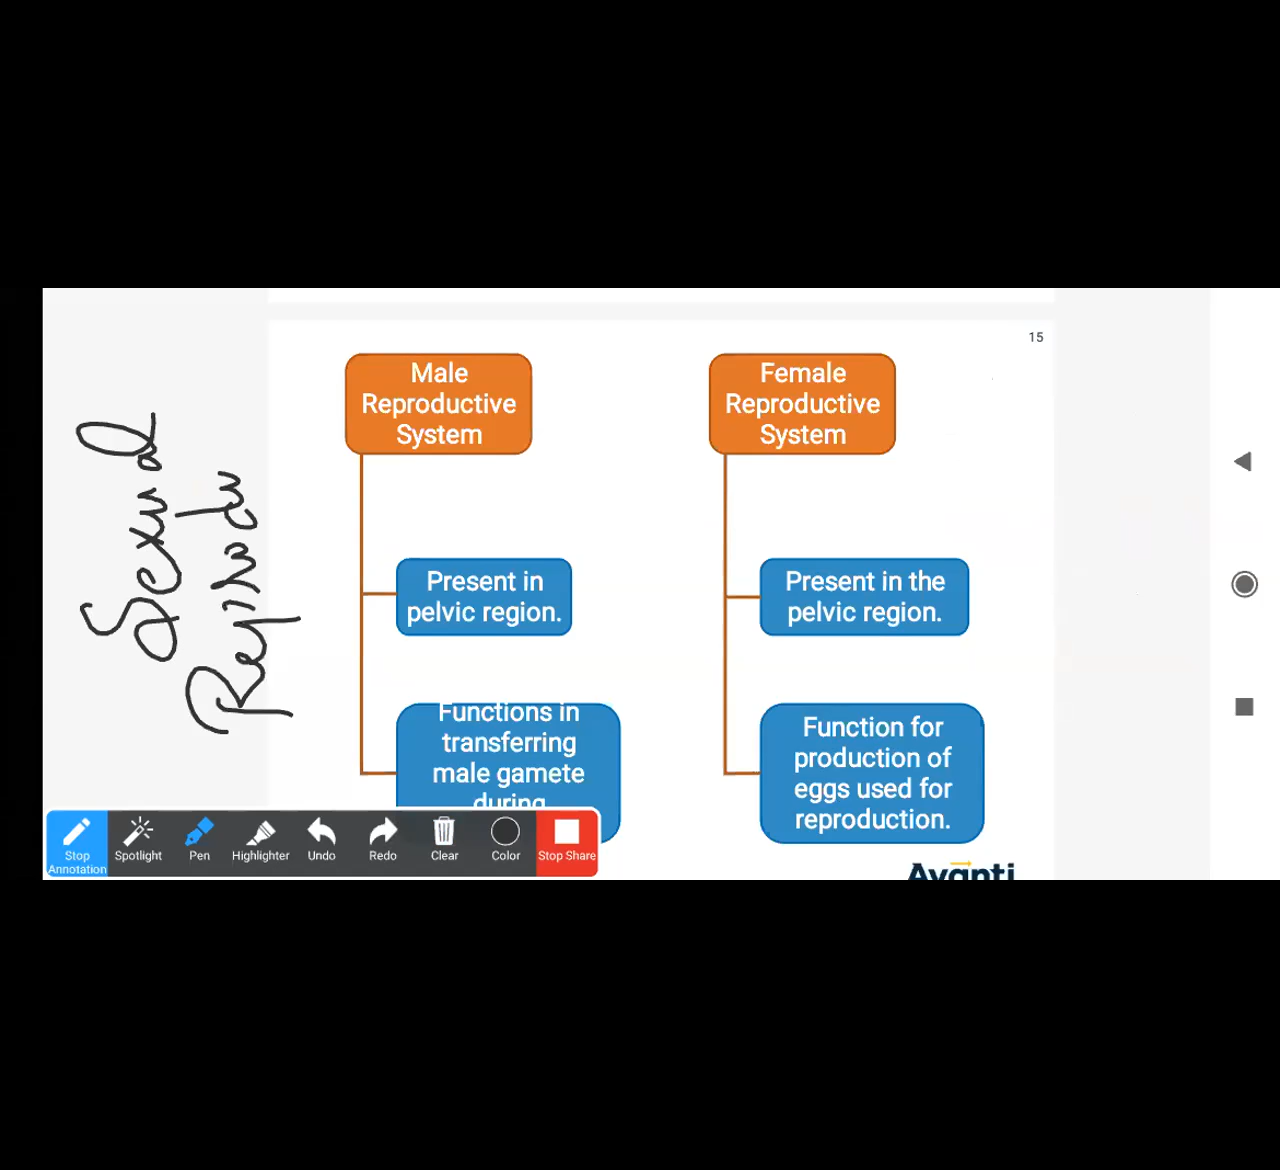 15
Male
Reproductive
System
Female
Reproductive
System
Present in
pelvic region.
Present in the
pelvic region.
Functions in
transferring
male gamete
during
Function for
production of
eggs used for
reproduction.
Sexual
Stop
Annotation
Spotlight
Pen
Highlighter
Undo
Redo
Clear
Color
Stop Share
Avanti